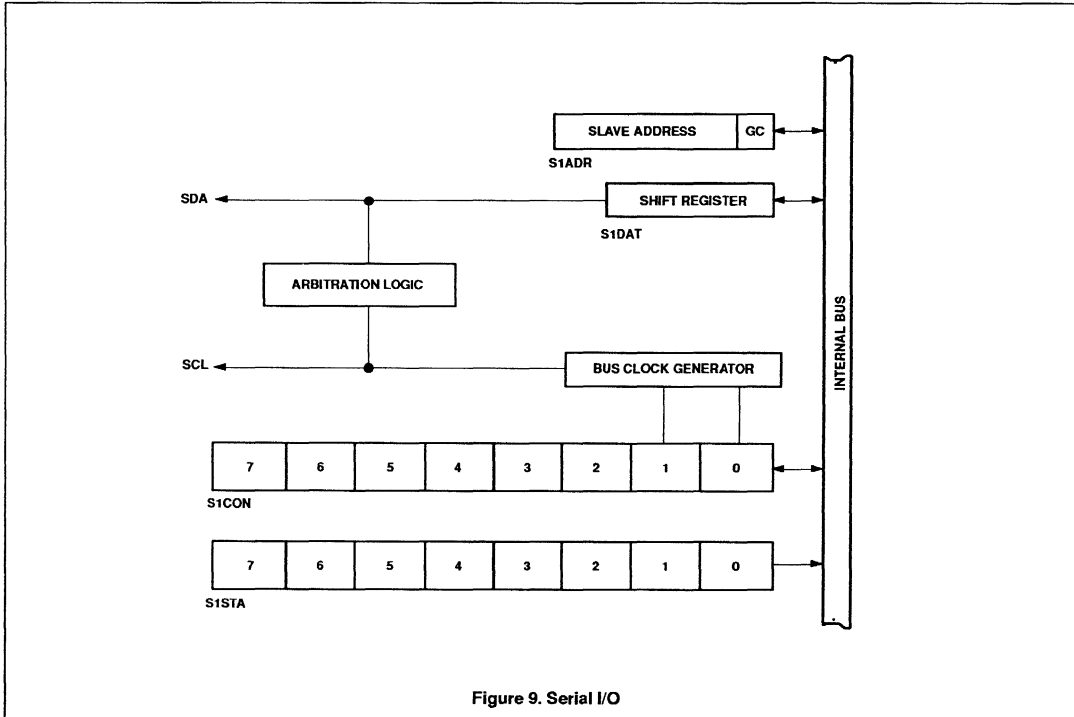 SLAVE ADDRESS GC
S1ADR
SDA
SHIFT REGISTER
S1DAT
ARBITRATION LOGIC
INTERNAL BUS
SCL
BUS CLOCK GENERATOR
7 6 5 4 3 2 1 0
S1CON
7 6 5 4 3 2 1 0
S1STA
Figure 9. Serial I/O